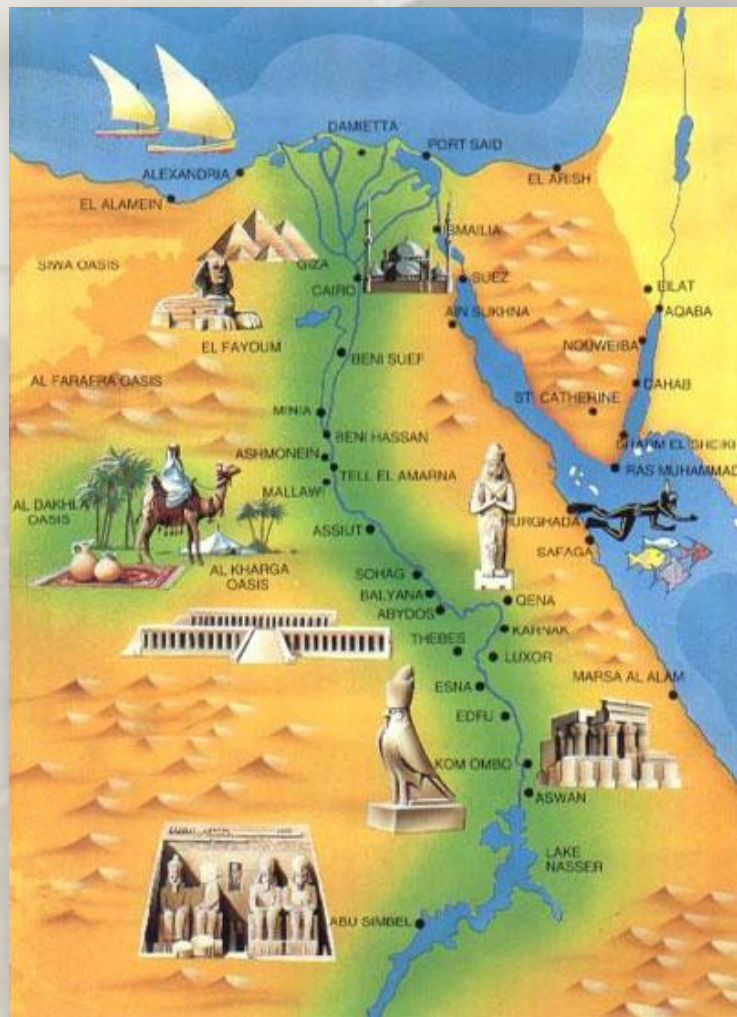 DAMIETTA
PORT SAID
ALEXANDRIA
EL ARISH
EL ALAMEIN
ISMAILIA
SIWA OASIS
GIZA
CAIRO
SUEZ
EILAT
AQABA
AIN SUKHNA
EL FAYOUM
BENI SUEF
NOUWEIBA
AL FARAFRA OASIS
DAHAB
ST. CATHERINE
MINIA
BENI HASSAN
SHARM EL SHEIKH
ASHMONEIN
TELL EL AMARNA
RAS MUHAMMAD
MALLAWI
AL DAKHLA
OASIS
HURGHADA
ASSIUT
SAFAGA
AL KHARGA
OASIS
SOHAG
BALYANA
QENA
ABYDOS
KARNAK
THEBES
LUXOR
MARSA AL ALAM
ESNA
EDFU
KOM OMBO
ASWAN
LAKE
NASSER
ABU SIMBEL